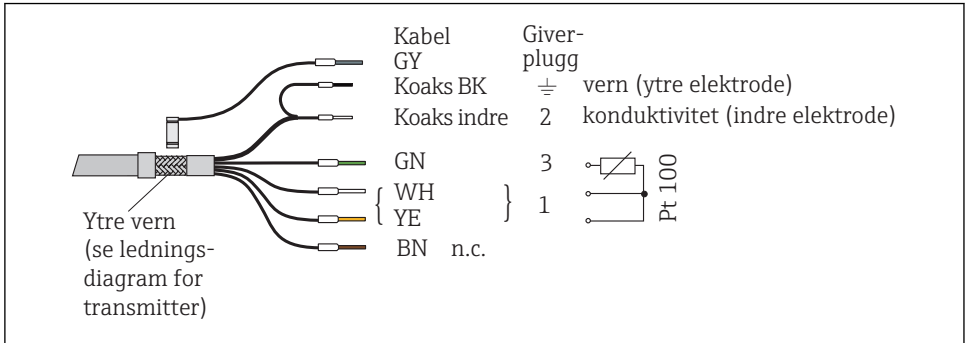 Kabel Giver-
plugg
GY
Koaks BK ⏚ vern (ytre elektrode)
Koaks indre 2 konduktivitet (indre elektrode)
GN 3
{ WH } 1
YE
Pt 100
BN n.c.
Ytre vern
(se lednings-
diagram for
transmitter)